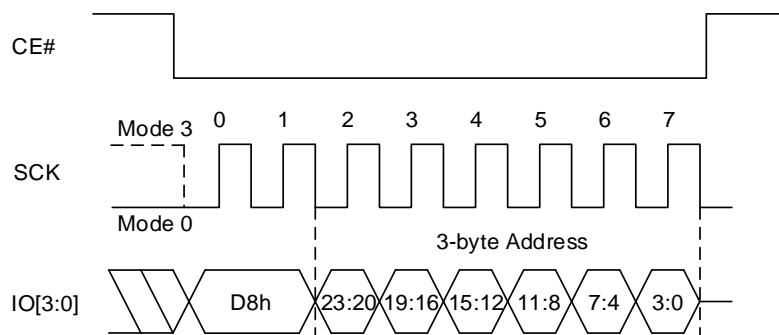 CE#
Mode 3
0 1 2 3 4 5 6 7
SCK
Mode 0
3-byte Address
IO[3:0]
D8h 23:20 19:16 15:12 11:8 7:4 3:0